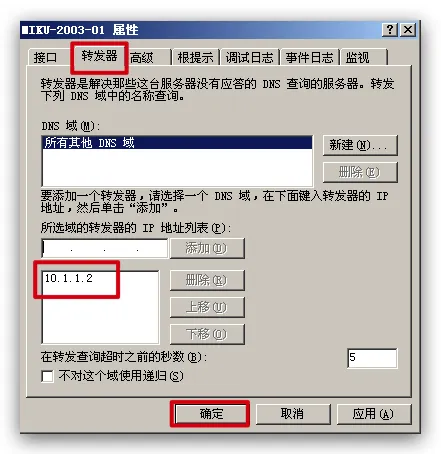 MIKU-2003-01 属性
接口 转发器 高级 根提示 调试日志 事件日志 监视
转发器是解决那些这台服务器没有应答的 DNS 查询的服务器。转发
下列 DNS 域中的名称查询。
DNS 域(M):
所有其他 DNS 域
新建(N)...
删除(E)
要添加一个转发器，请选择一个 DNS 域，在下面键入转发器的 IP
地址，然后单击“添加”。
所选域的转发器的 IP 地址列表(P):
. . . 添加(D)
10.1.1.2
删除(R)
上移(U)
下移(O)
在转发查询超时之前的秒数(B): 5
不对这个域使用递归(S)
确定 取消 应用(A)